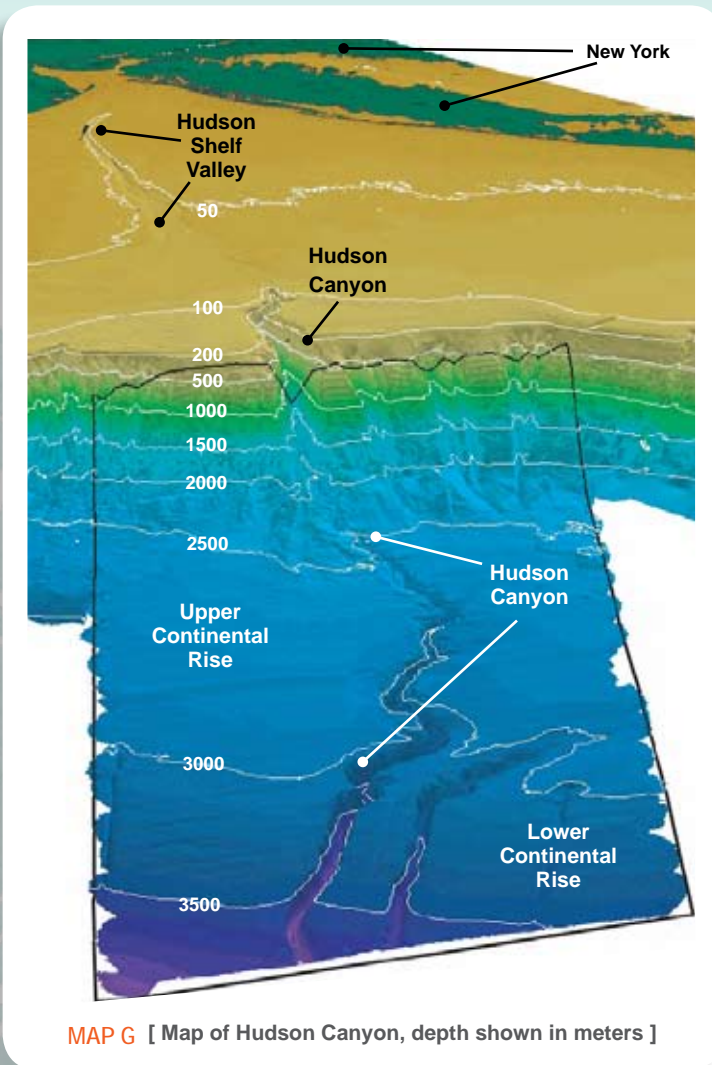 New York
Hudson
Shelf
Valley
50
Hudson
Canyon
100
200
500
1000
1500
2000
2500
Hudson
Canyon
Upper
Continental
Rise
3000
Lower
Continental
Rise
3500
MAP G [ Map of Hudson Canyon, depth shown in meters ]